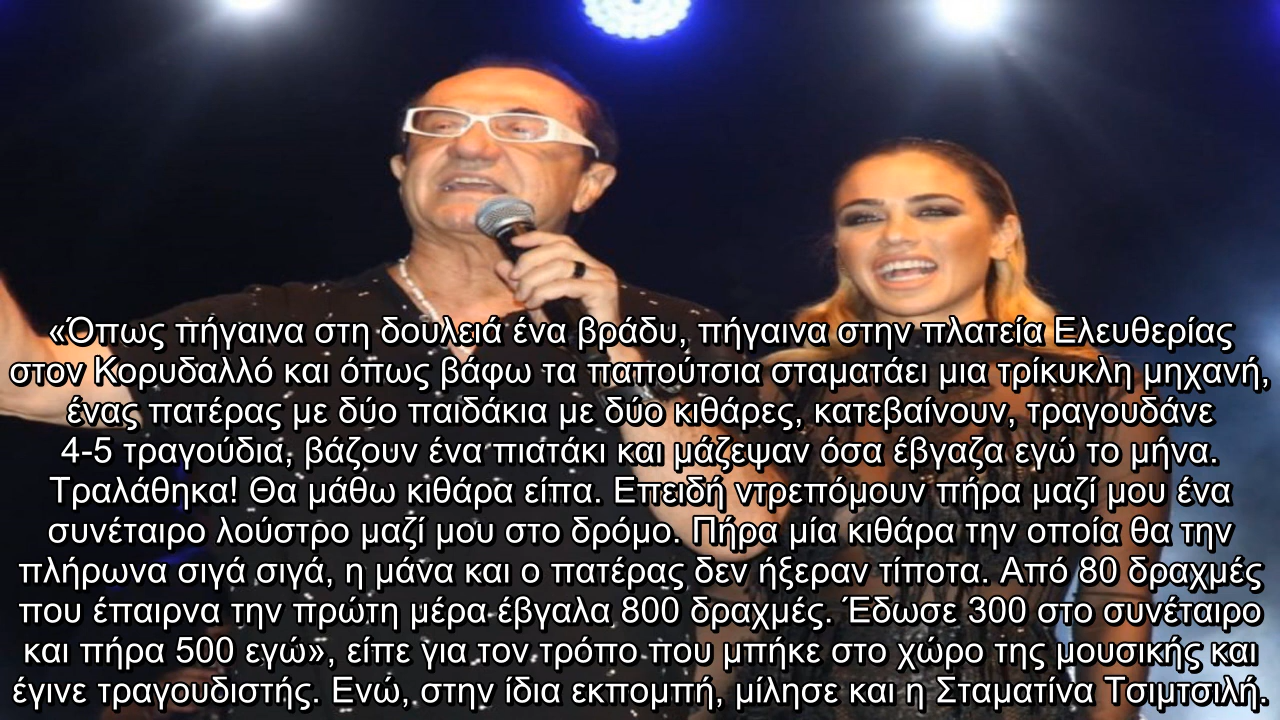 «Όπως πήγαινα στη δουλειά ένα βράδυ, πήγαινα στην πλατεία Ελευθερίας
στον Κορυδαλλό και όπως βάφω τα παπούτσια σταματάει μια τρίκυκλη μηχανή,
ένας πατέρας με δύο παιδάκια με δύο κιθάρες, κατεβαίνουν, τραγουδάνε
4-5 τραγούδια, βάζουν ένα πιατάκι και μάζεψαν όσα έβγαζα εγώ το μήνα.
Τραλάθηκα! Θα μάθω κιθάρα είπα. Επειδή ντρεπόμουν πήρα μαζί μου ένα
συνέταιρο λούστρο μαζί μου στο δρόμο. Πήρα μία κιθάρα την οποία θα την
πλήρωνα σιγά σιγά, η μάνα και ο πατέρας δεν ήξεραν τίποτα. Από 80 δραχμές
που έπαιρνα την πρώτη μέρα έβγαλα 800 δραχμές. Έδωσε 300 στο συνέταιρο
και πήρα 500 εγώ», είπε για τον τρόπο που μπήκε στο χώρο της μουσικής και
έγινε τραγουδιστής. Ενώ, στην ίδια εκπομπή, μίλησε και η Σταματίνα Τσιμτσιλή.